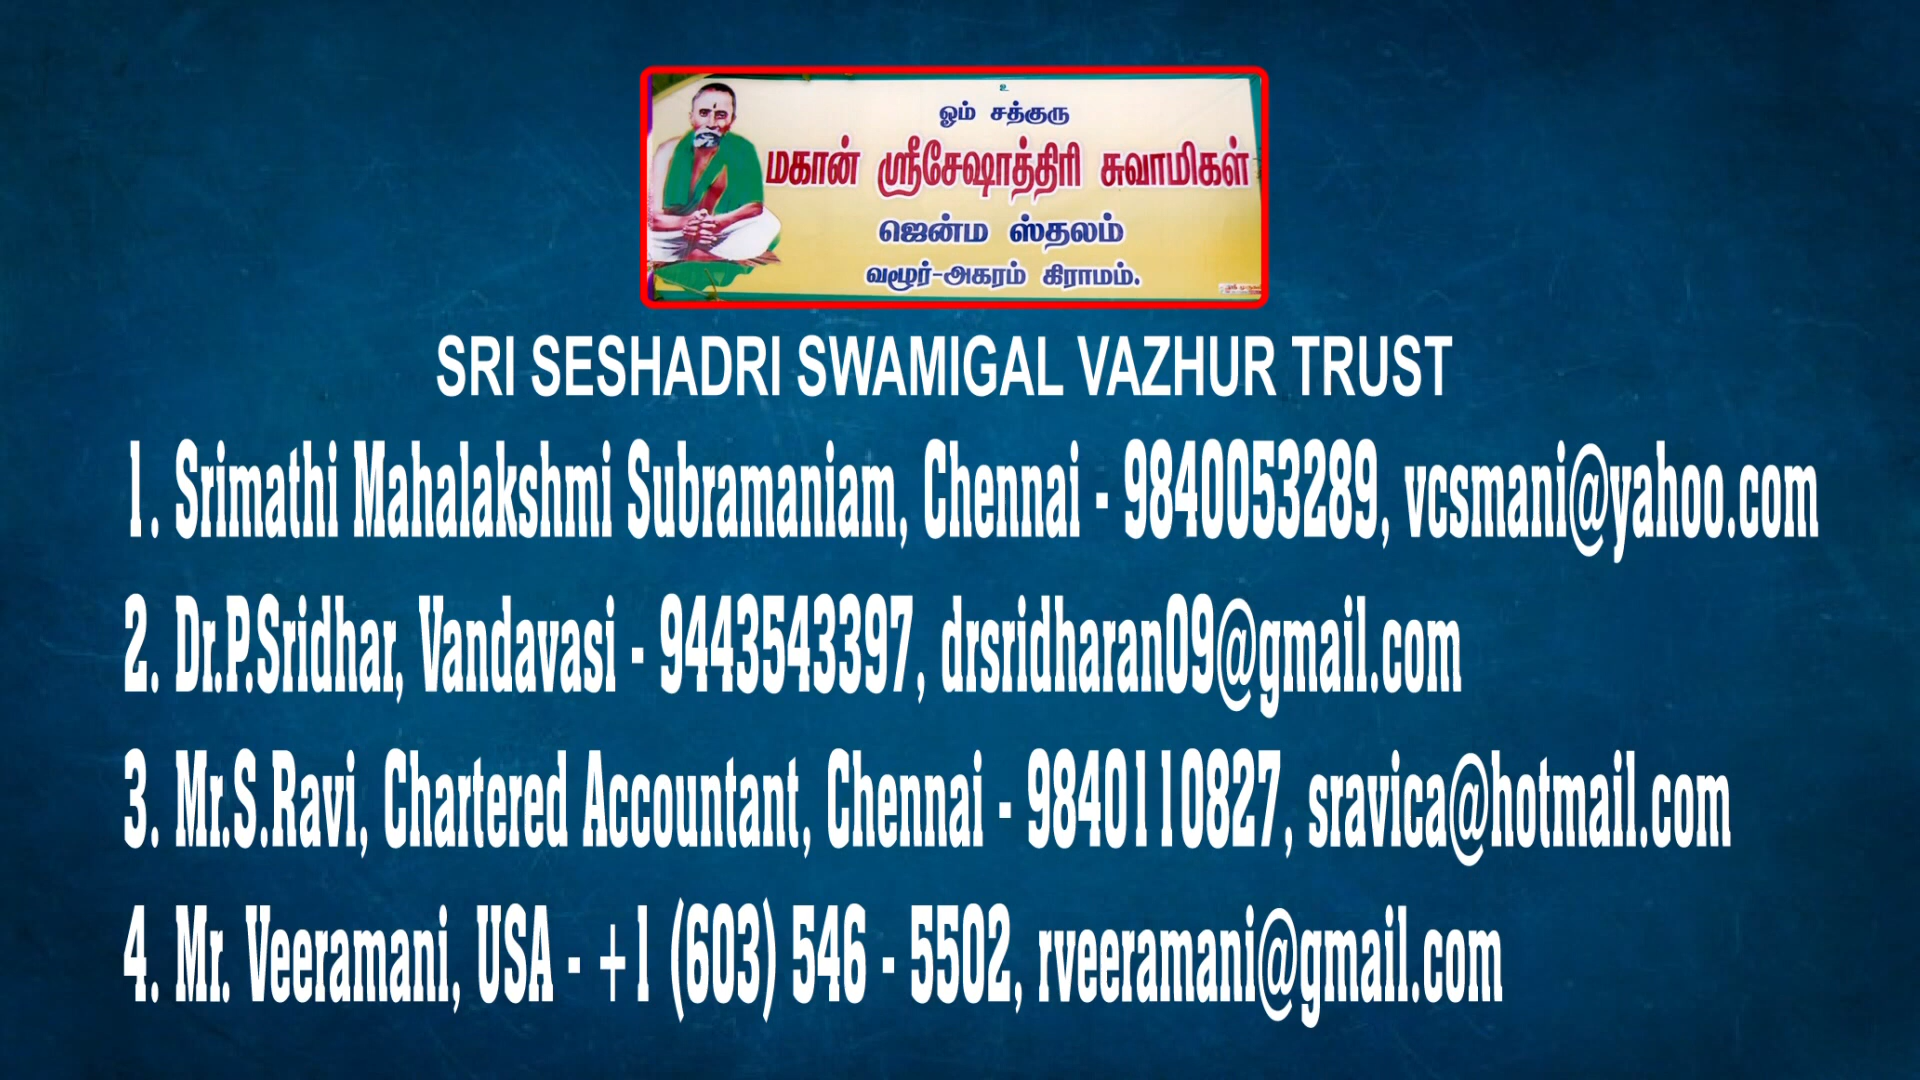 உ
ஓம் சத்குரு
மகான் ஸ்ரீசேஷாத்திரி சுவாமிகள்
ஜென்ம ஸ்தலம்
வழூர்-அகரம் கிராமம்.
SRI SESHADRI SWAMIGAL VAZHUR TRUST
1. Srimathi Mahalakshmi Subramaniam, Chennai - 9840053289, vcsmani@yahoo.com
2. Dr.P.Sridhar, Vandavasi - 9443543397, drsridharan09@gmail.com
3. Mr.S.Ravi, Chartered Accountant, Chennai - 9840110827, sravica@hotmail.com
4. Mr. Veeramani, USA - +1 (603) 546 - 5502, rveeramani@gmail.com